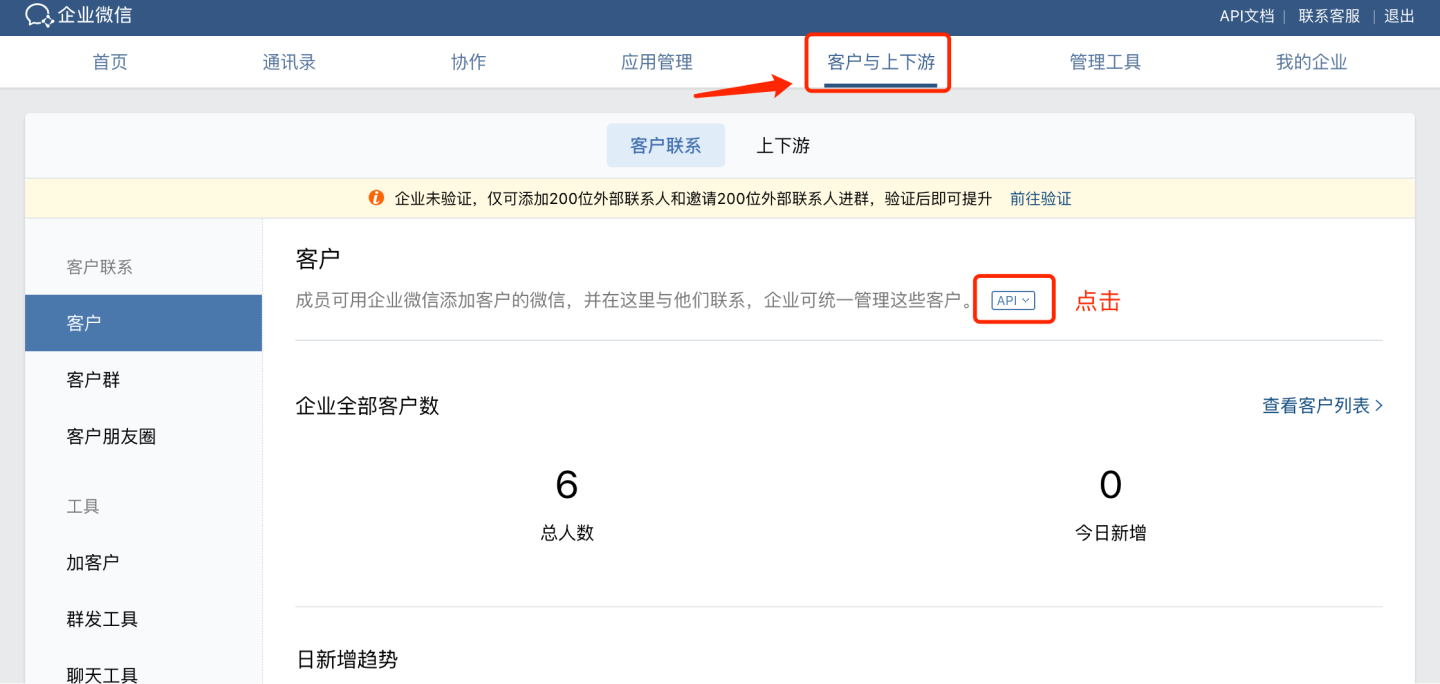 企业微信
API文档 | 联系客服 | 退出
首页 通讯录 协作 应用管理 客户与上下游 管理工具 我的企业
客户联系 上下游
企业未验证，仅可添加200位外部联系人和邀请200位外部联系人进群，验证后即可提升 前往验证
客户联系
客户
客户群
客户朋友圈
工具
加客户
群发工具
聊天工具
客户
成员可用企业微信添加客户的微信，并在这里与他们联系，企业可统一管理这些客户。 API 点击
企业全部客户数 查看客户列表
6 0
总人数 今日新增
日新增趋势